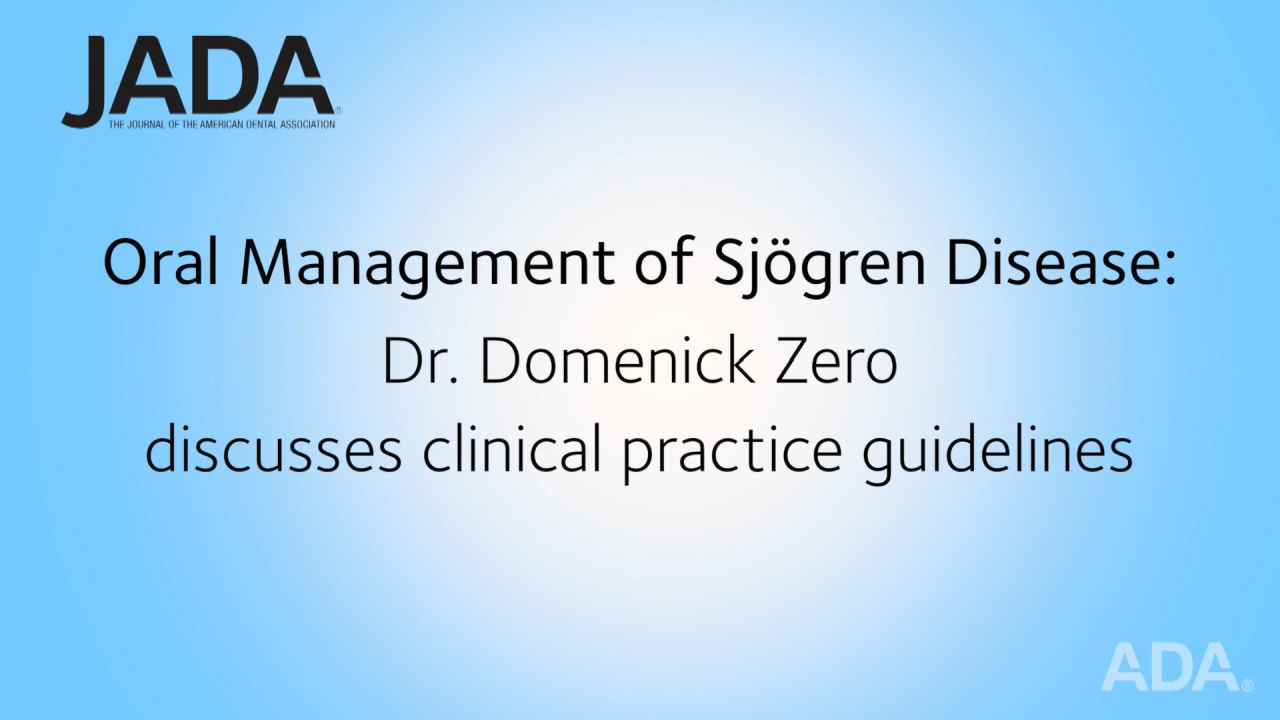 JADA®
THE JOURNAL OF THE AMERICAN DENTAL ASSOCIATION
Oral Management of Sjögren Disease:
Dr. Domenick Zero
discusses clinical practice guidelines
ADA®